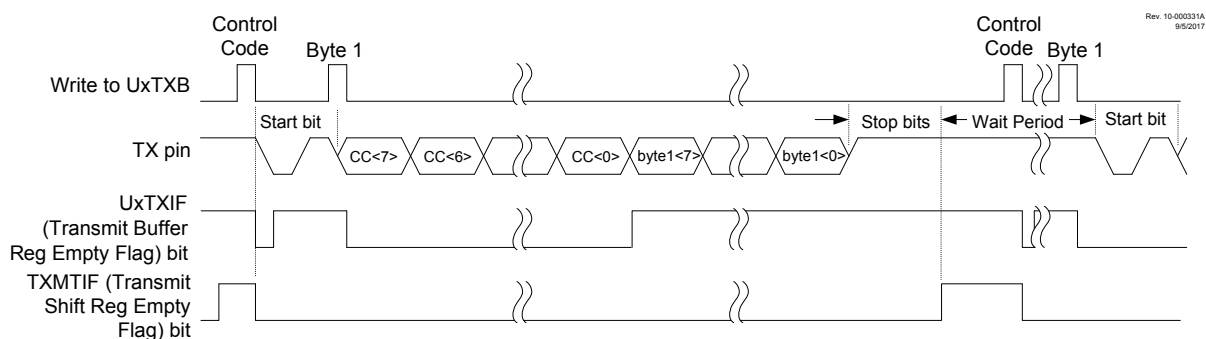 Rev. 10-000331A
9/5/2017
Control
Code
Byte 1
Control
Code
Byte 1
Write to UxTXB
Start bit
Stop bits
Wait Period
Start bit
TX pin
CC<7>
CC<6>
CC<0>
byte1<7>
byte1<0>
UxTXIF
(Transmit Buffer
Reg Empty Flag) bit
TXMTIF (Transmit
Shift Reg Empty
Flag) bit